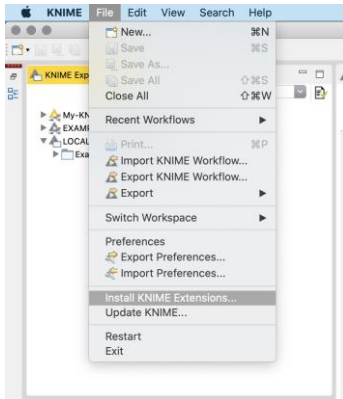 KNIME File Edit View Search Help
New... ⌘N
Save ⌘S
Save As...
Save All ⇧⌘S
Close All ⇧⌘W
Recent Workflows
Print... ⌘P
Import KNIME Workflow...
Export KNIME Workflow...
Export
Switch Workspace
Preferences
Export Preferences...
Import Preferences...
Install KNIME Extensions...
Update KNIME...
Restart
Exit
KNIME Exp
My-KN
EXAM
LOCAL
Exa